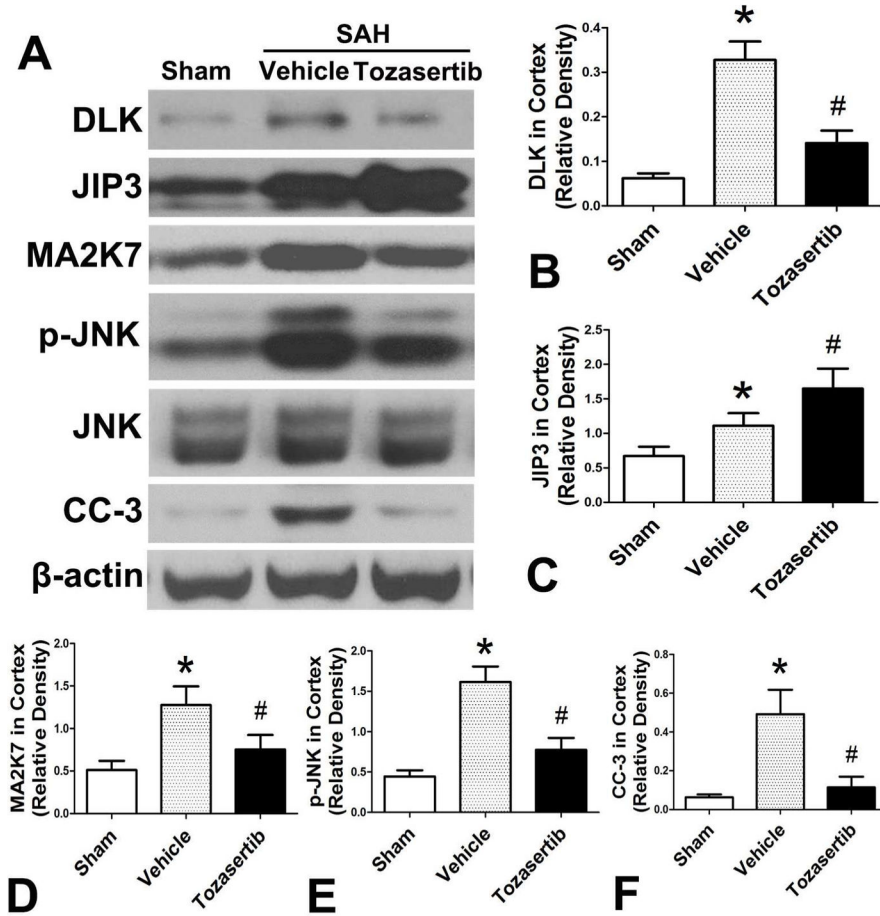 A
SAH
Sham Vehicle Tozasertib
DLK
JIP3
MA2K7
p-JNK
JNK
CC-3
β-actin
DLK in Cortex
(Relative Density)
0.4
0.3
0.2
0.1
0.0
*
#
Sham
Vehicle
Tozasertib
B
JIP3 in Cortex
(Relative Density)
2.5
2.0
1.5
1.0
0.5
0.0
*
#
Sham
Vehicle
Tozasertib
C
MA2K7 in Cortex
(Relative Density)
2.0
1.5
1.0
0.5
0.0
*
#
Sham
Vehicle
Tozasertib
D
p-JNK in Cortex
(Relative Density)
2.0
1.5
1.0
0.5
0.0
*
#
Sham
Vehicle
Tozasertib
E
CC-3 in Cortex
(Relative Density)
0.8
0.6
0.4
0.2
0.0
*
#
Sham
Vehicle
Tozasertib
F